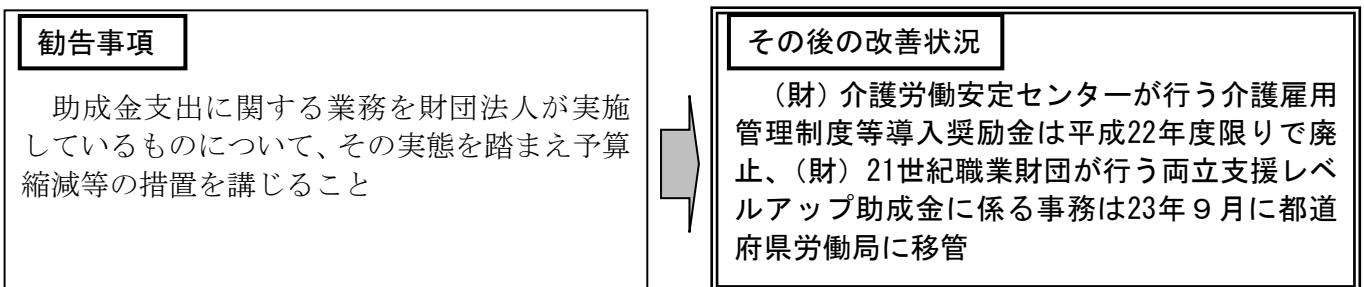 勧告事項
助成金支出に関する業務を財団法人が実施
しているものについて、その実態を踏まえ予算
縮減等の措置を講じること
その後の改善状況
（財）介護労働安定センターが行う介護雇用
管理制度等導入奨励金は平成22年度限りで廃
止、（財）21世紀職業財団が行う両立支援レベ
ルアップ助成金に係る事務は23年９月に都道
府県労働局に移管